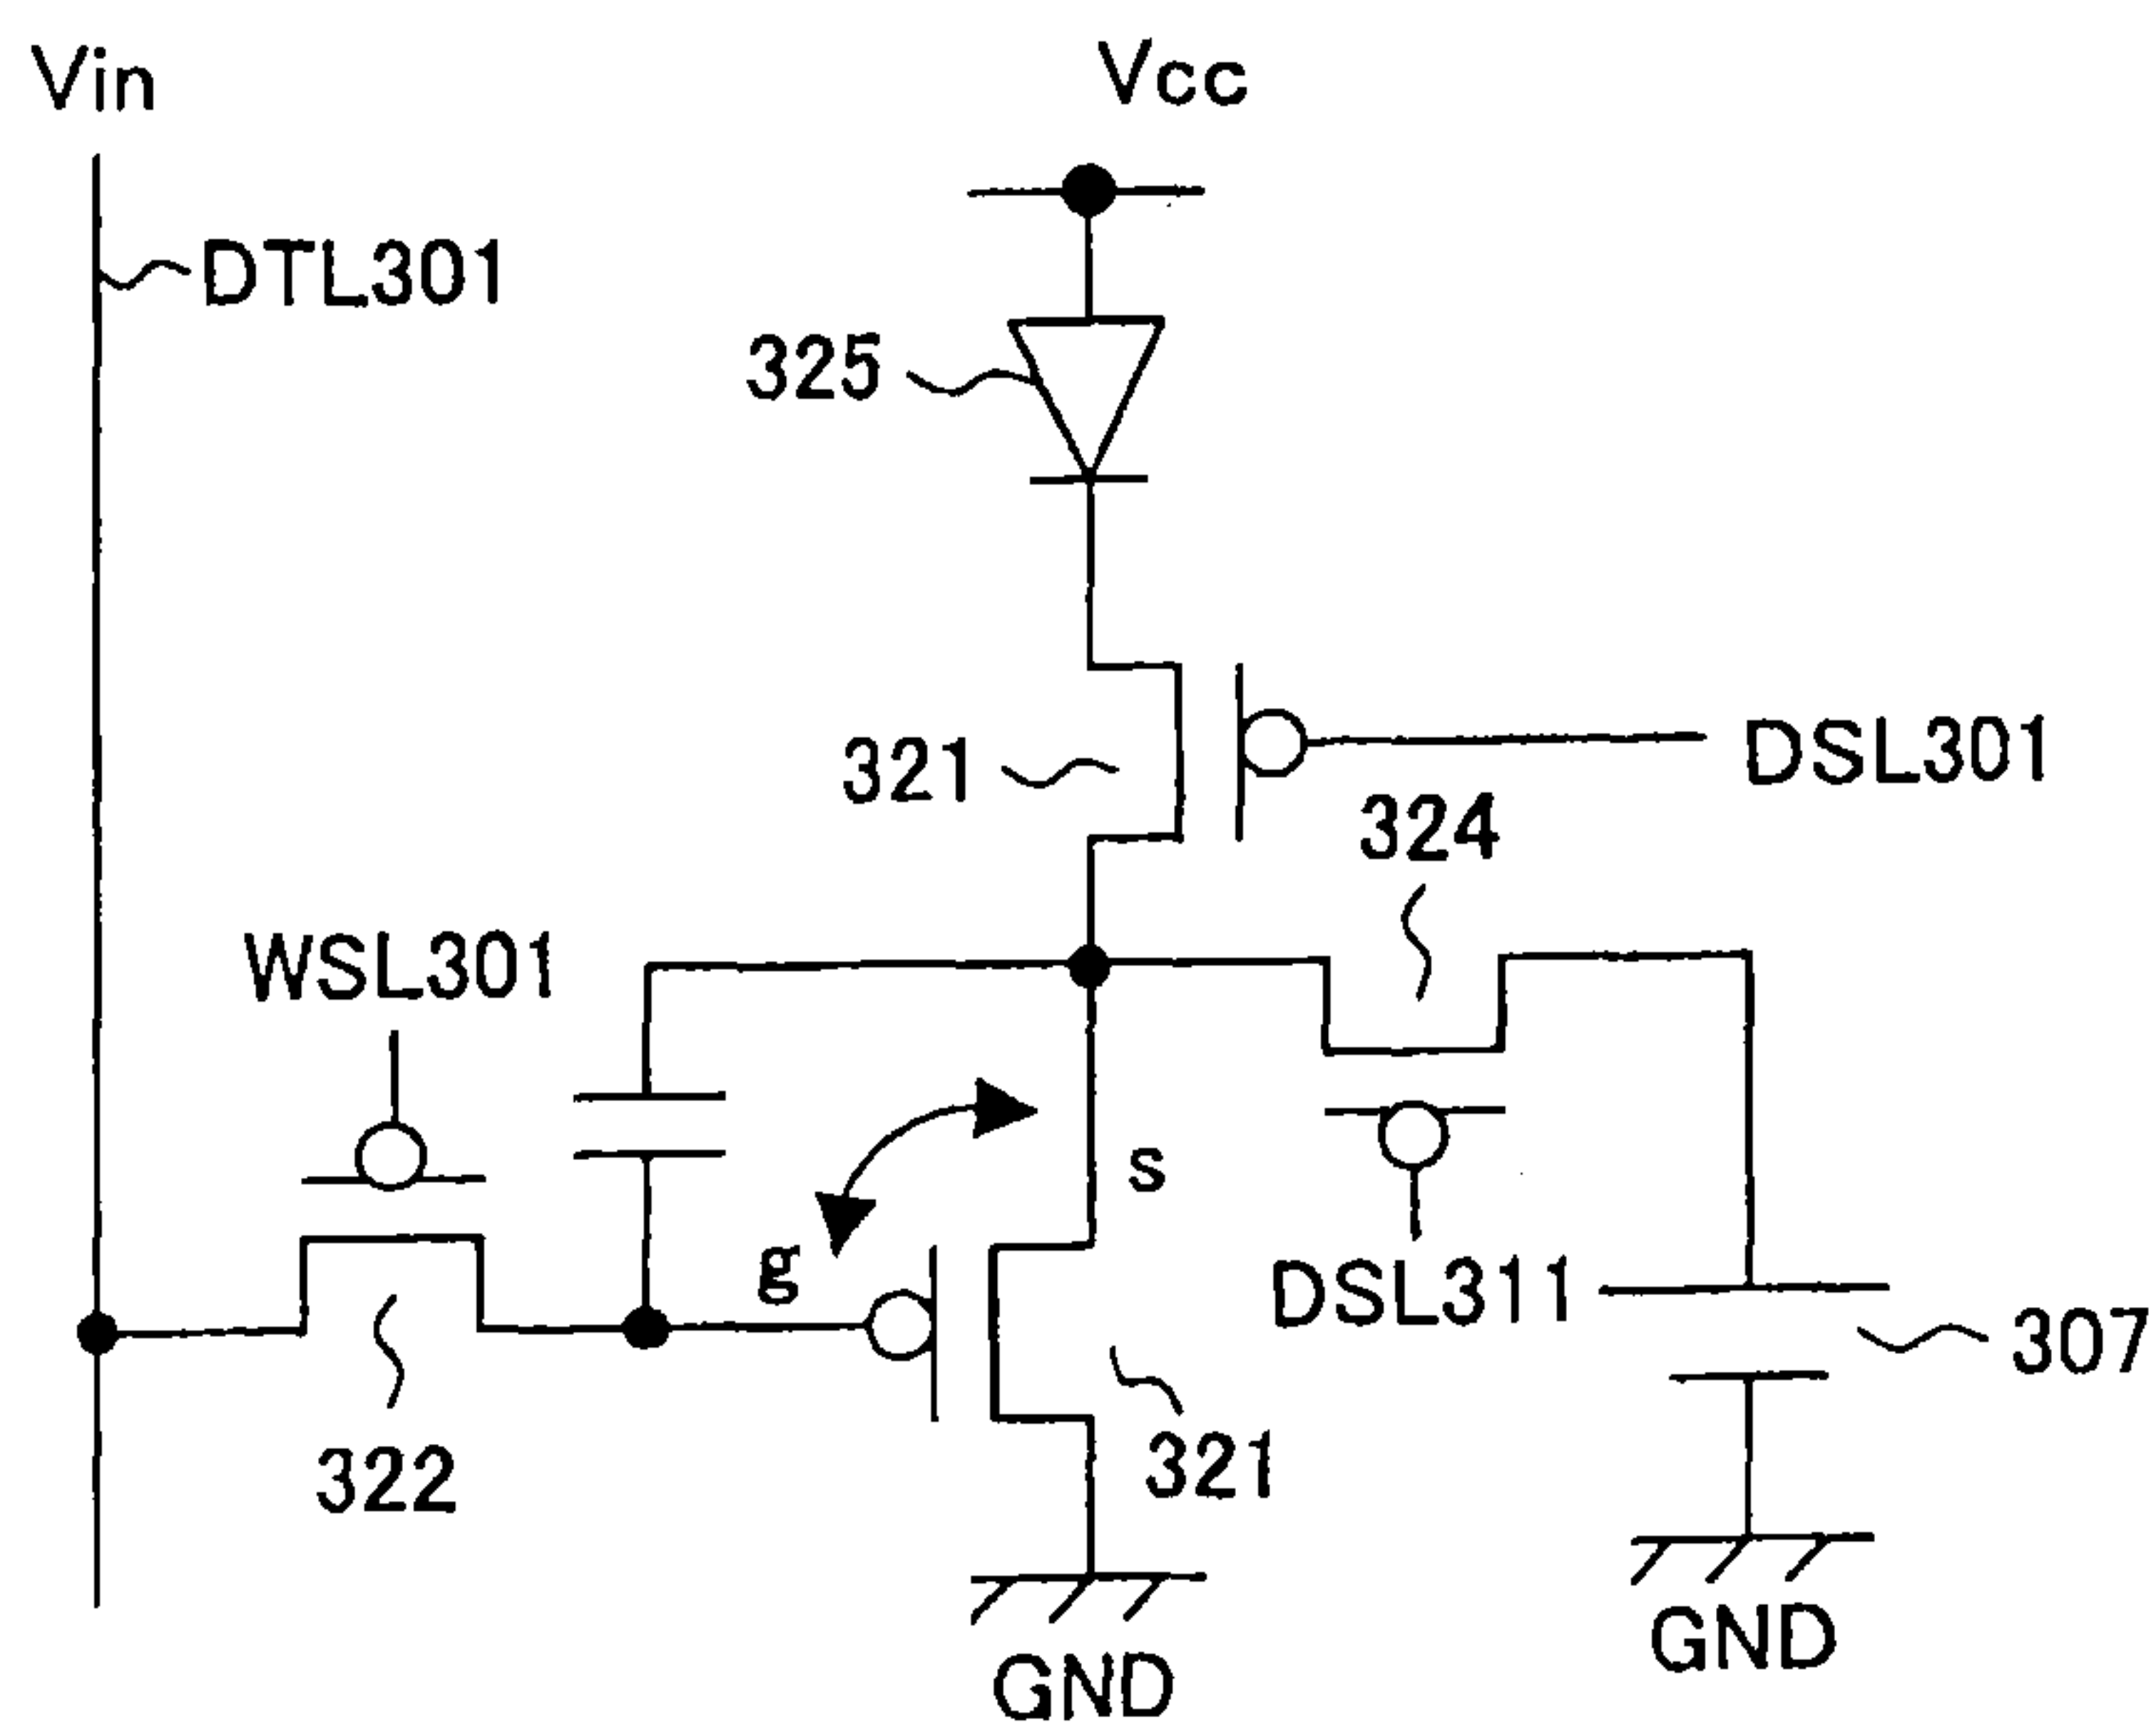 Vin
Vcc
DTL301
325
321
DSL301
324
WSL301
s
g
DSL311
307
322
321
GND
GND